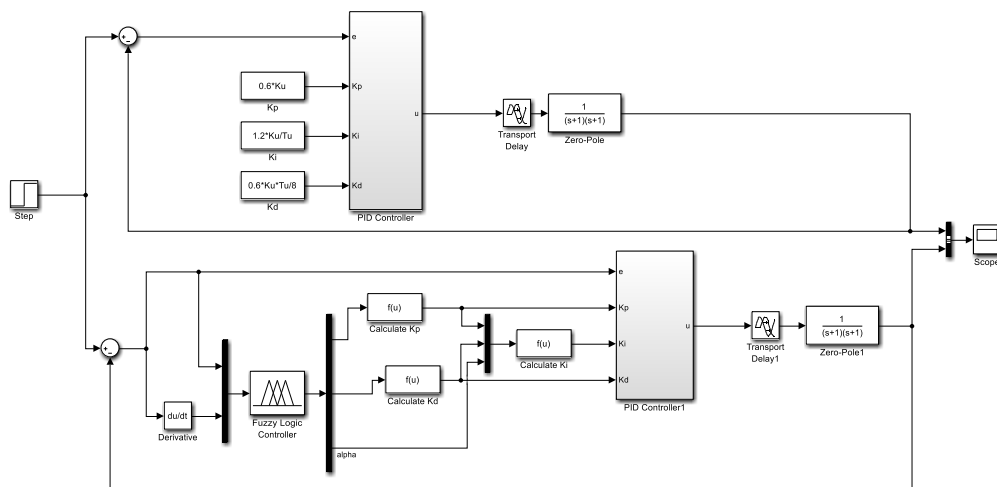 +
−
e
0.6*Ku
Kp
Kp
1
(s+1)(s+1)
Zero-Pole
u
Transport
Delay
1.2*Ku/Tu
Ki
Ki
0.6*Ku*Tu/8
Kd
Kd
PID Controller
Step
Scope
e
f(u)
Calculate Kp
Kp
+
−
f(u)
Calculate Ki
Ki
u
Transport
Delay1
1
(s+1)(s+1)
Zero-Pole1
f(u)
Calculate Kd
Kd
PID Controller1
du/dt
Derivative
Fuzzy Logic
Controller
alpha